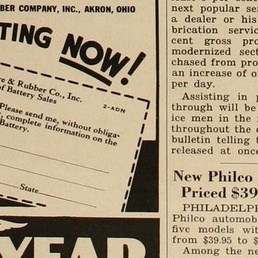 BER COMPANY, INC., AKRON, OHIO
TING NOW!
e & Rubber Co., Inc.
of Battery Sales
2-ADN
Please send me, without obliga-
complete information on the
Battery.
State
YEAR
next popular sea
a dealer or his
brication servic
cent gross pro
modernized sect
chased from pro
an increase of o
per day.
Assisting in p
through will be
ice men in the
throughout the
bulletin telling t
released at once
New Philco
Priced $39
PHILADELPH
Philco automob
five models wit
from $39.95 to $
Among the ne